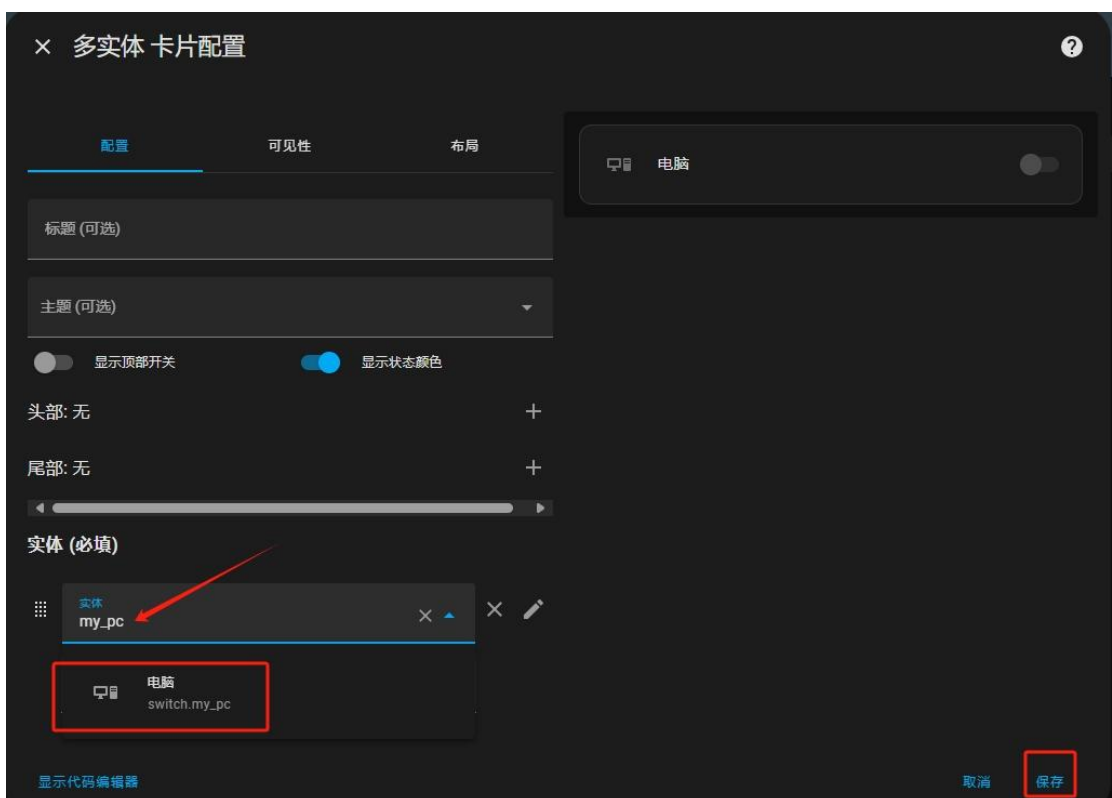 多实体 卡片配置
配置
可见性
布局
电脑
标题 (可选)
主题 (可选)
显示顶部开关
显示状态颜色
头部: 无
尾部: 无
实体 (必填)
实体
my_pc
电脑
switch.my_pc
显示代码编辑器
取消
保存